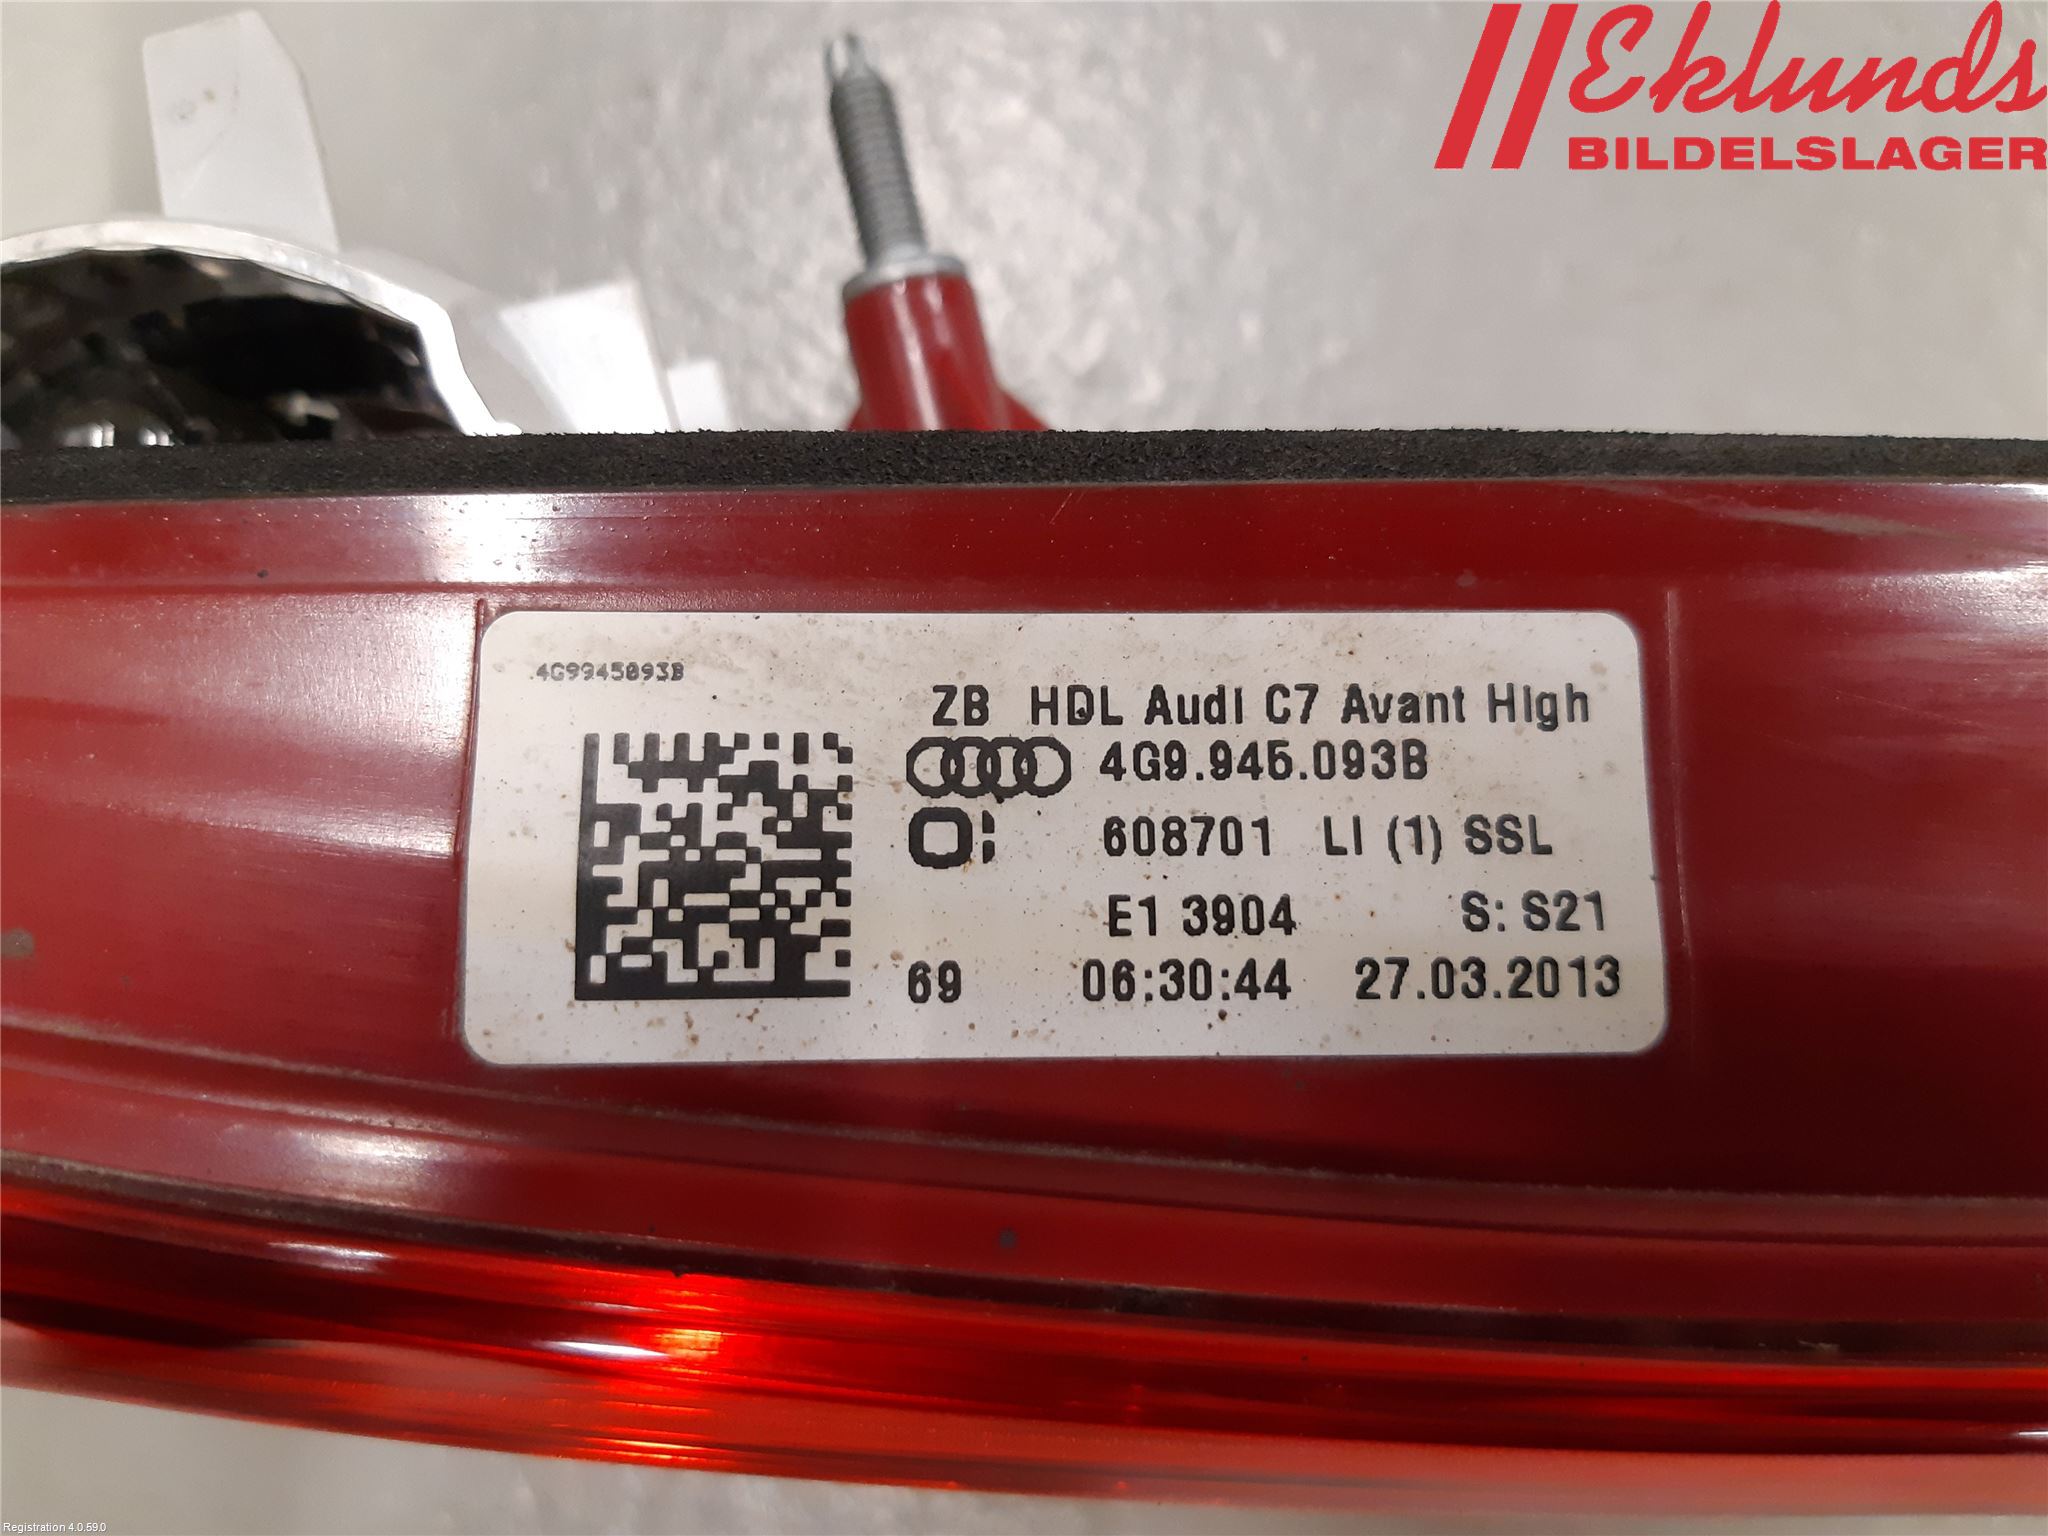 Eklunds
BILDELSLAGER
4G9945093B
ZB HDL Audi C7 Avant High
4G9.945.093B
608701 LI (1) SSL
E1 3904 S: S21
69 06:30:44 27.03.2013
Registration 4.0.59.0